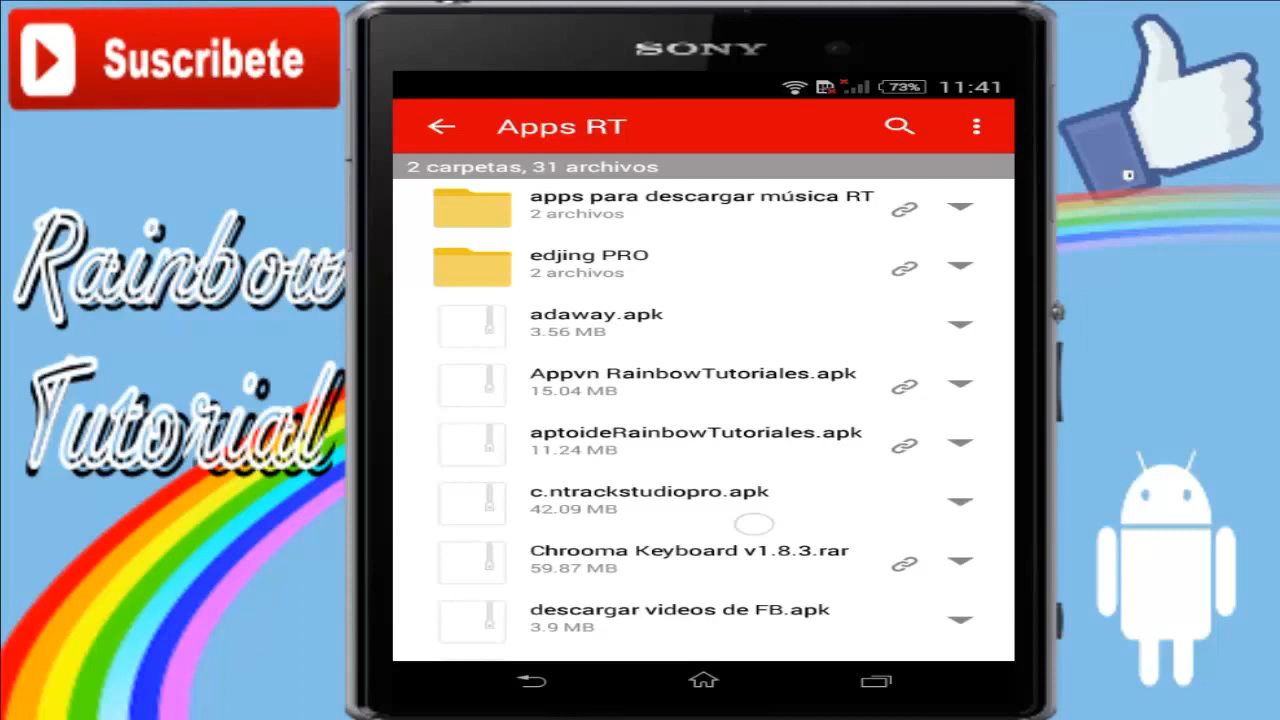 Suscribete
Rainbow
Tutorial
SONY
73% 11:41
Apps RT
2 carpetas, 31 archivos
apps para descargar música RT
2 archivos
edjing PRO
2 archivos
adaway.apk
3.56 MB
Appvn RainbowTutoriales.apk
15.04 MB
aptoideRainbowTutoriales.apk
11.24 MB
c.ntrackstudiopro.apk
42.09 MB
Chrooma Keyboard v1.8.3.rar
59.87 MB
descargar videos de FB.apk
3.9 MB